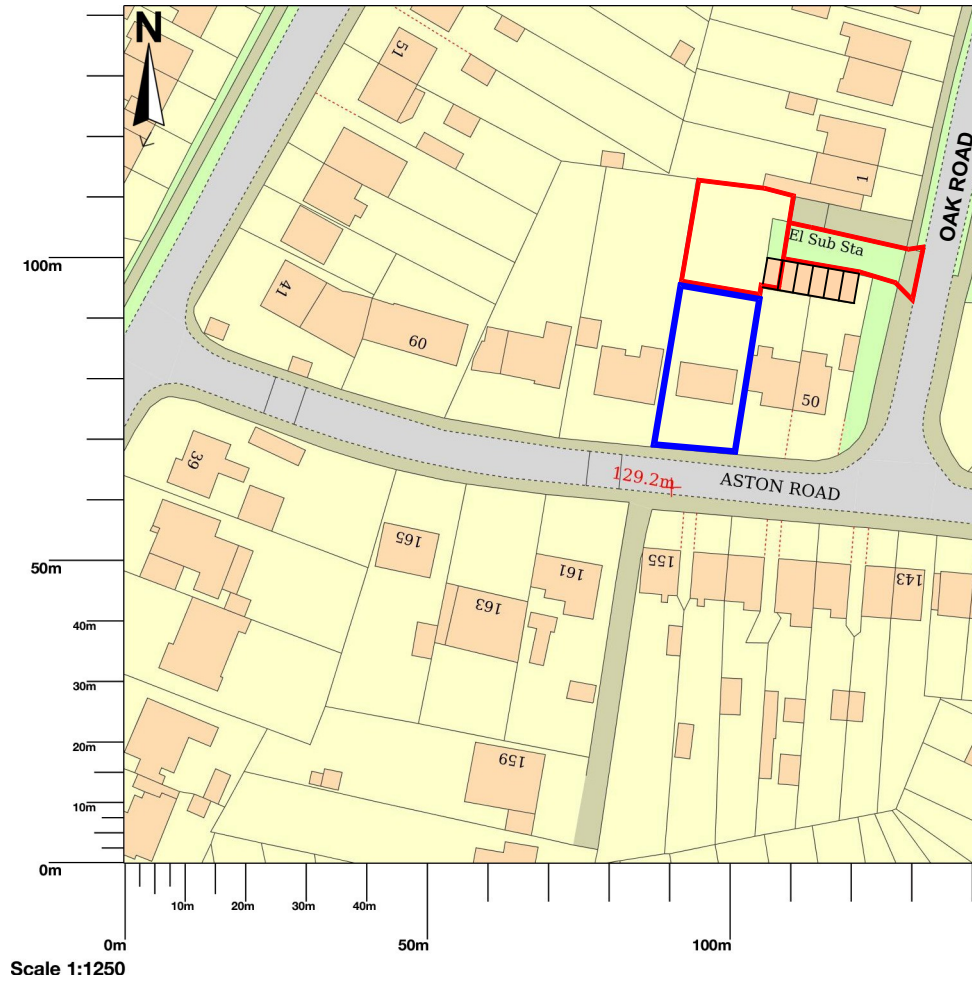 N
51
1
OAK ROAD
El Sub Sta
100m
41
60
50
129.2m
ASTON ROAD
39
165
155
161
143
163
50m
40m
30m
20m
159
10m
0m
10m
20m
30m
40m
0m
50m
100m
Scale 1:1250